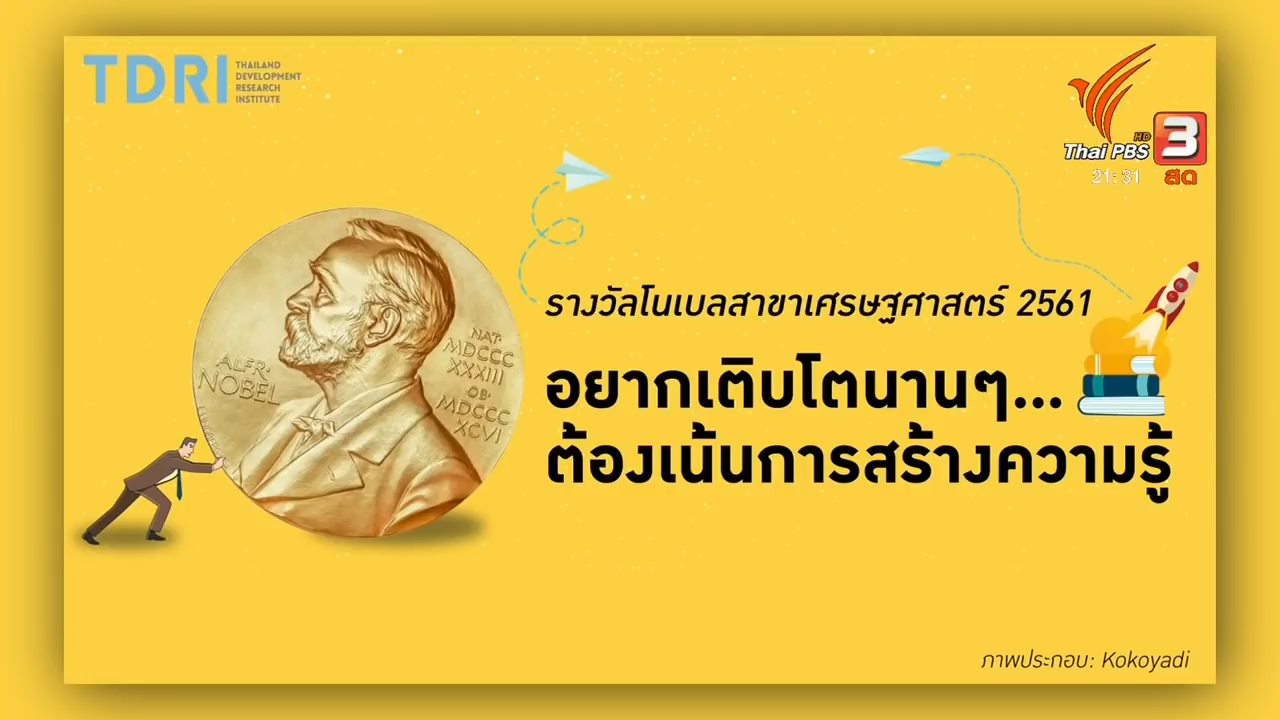 TDRI
THAILAND
DEVELOPMENT
RESEARCH
INSTITUTE
HD
Thai PBS
3
21:31
สด
รางวัลโนเบลสาขาเศรษฐศาสตร์ 2561
อยากเติบโตนานๆ...
ต้องเน้นการสร้างความรู้
ALFR.
NOBEL
NAT.
MDCCC
XXXIII
OB.
MDCCC
XCVI
ภาพประกอบ: Kokoyadi